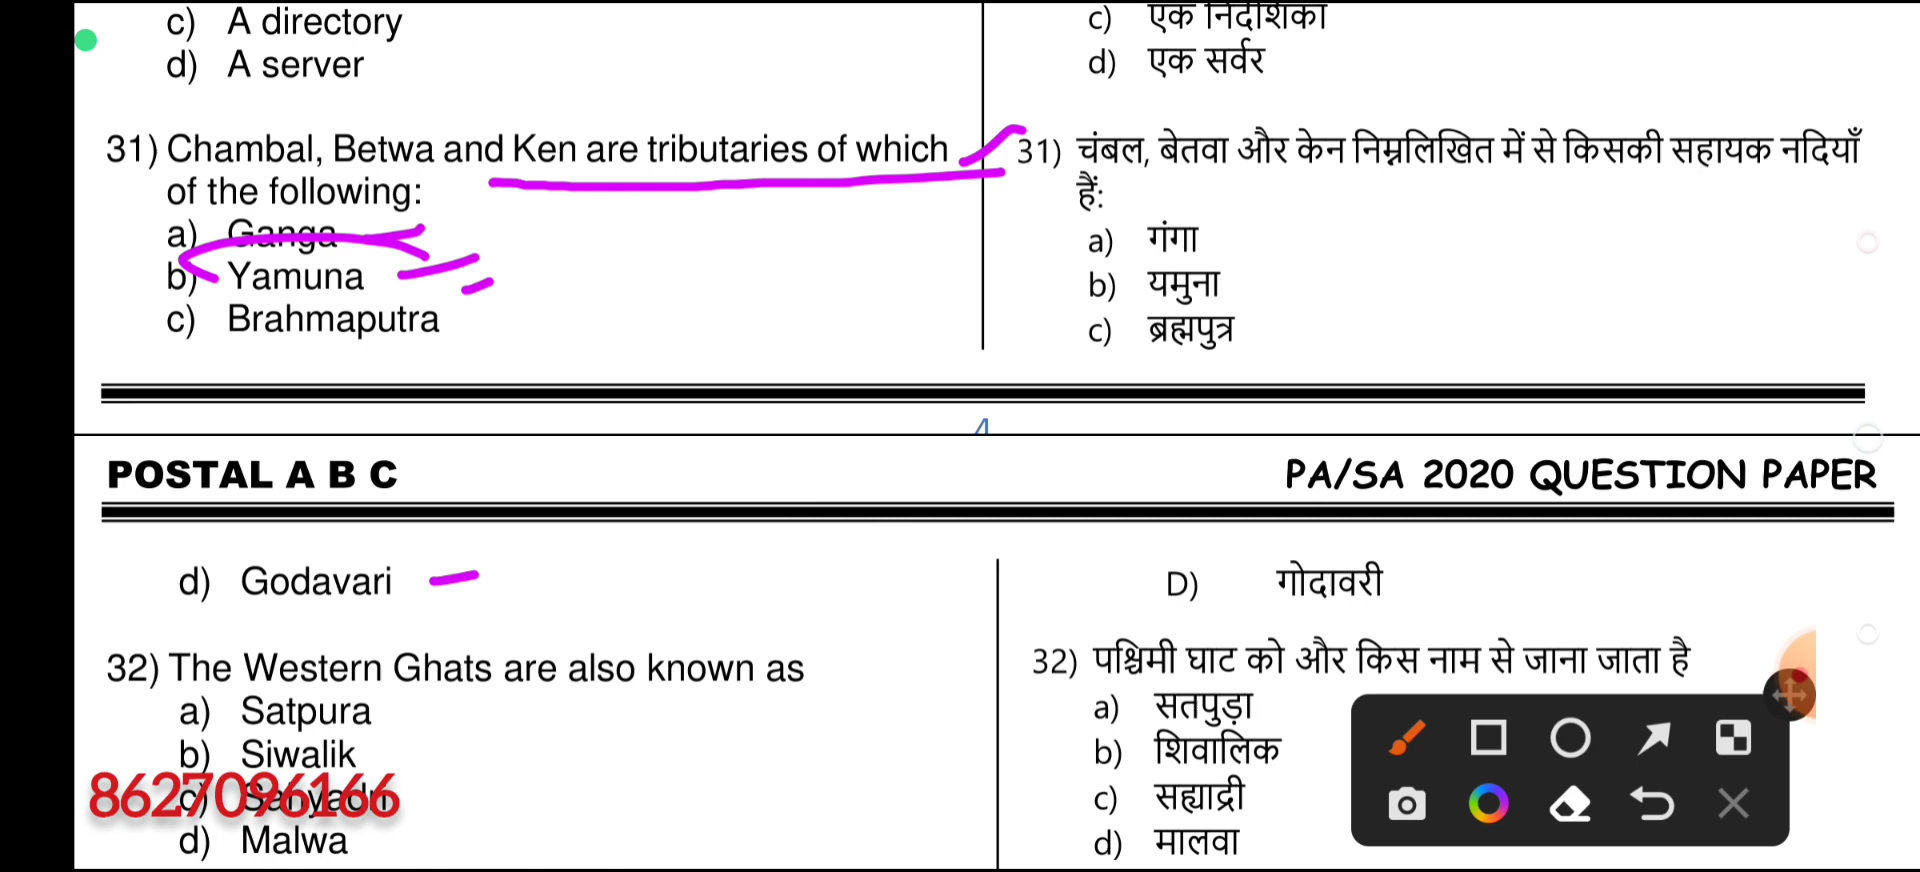 c) A directory
d) A server
31) Chambal, Betwa and Ken are tributaries of which
of the following:
a) Ganga
b) Yamuna
c) Brahmaputra
c) एक निर्देशिका
d) एक सर्वर
31) चंबल, बेतवा और केन निम्नलिखित में से किसकी सहायक नदियाँ
हैं:
a) गंगा
b) यमुना
c) ब्रह्मपुत्र
4
POSTAL A B C
PA/SA 2020 QUESTION PAPER
d) Godavari
32) The Western Ghats are also known as
a) Satpura
b) Siwalik
c) Sahyadri
d) Malwa
8627096166
D) गोदावरी
32) पश्चिमी घाट को और किस नाम से जाना जाता है
a) सतपुड़ा
b) शिवालिक
c) सह्याद्री
d) मालवा